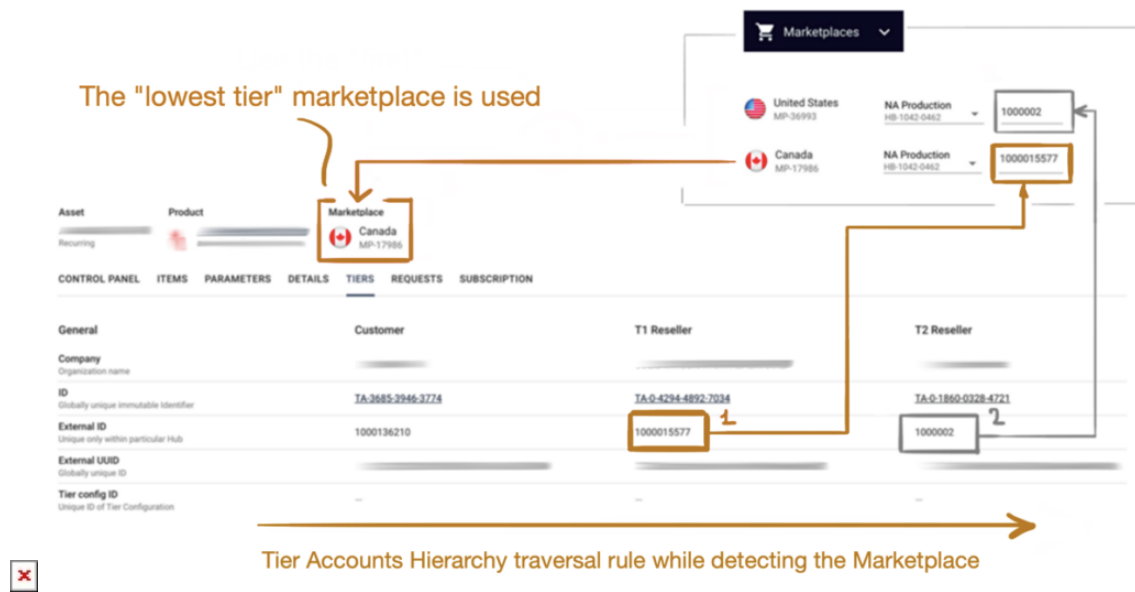 Marketplaces
The "lowest tier" marketplace is used
United States
MP-36993
NA Production
HB-1042-0462
1000002
Canada
MP-17986
NA Production
HB-1042-0462
1000015577
Asset
Product
Marketplace
Recurring
Canada
MP-17986
CONTROL PANEL ITEMS PARAMETERS DETAILS TIERS REQUESTS SUBSCRIPTION
General Customer T1 Reseller T2 Reseller
Company
Organization name
ID
Globally unique immutable Identifier
TA-3685-3946-3774 TA-0-4294-4892-7034 TA-0-1860-0328-4721
1
2
External ID
Unique only within particular Hub
1000136210 1000015577 1000002
External UUID
Globally unique ID
Tier config ID
Unique ID of Tier Configuration
— — —
Tier Accounts Hierarchy traversal rule while detecting the Marketplace